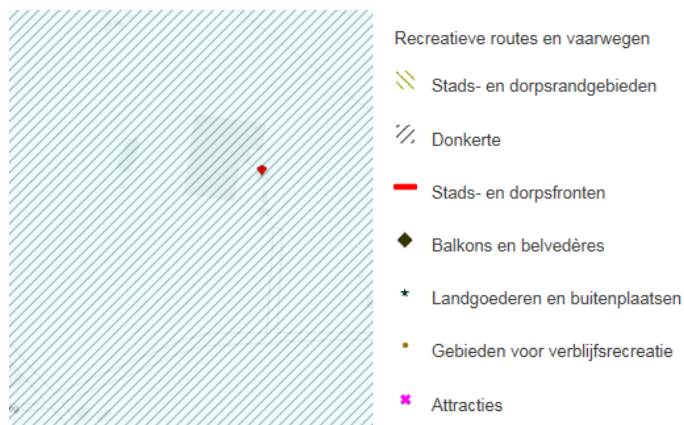 Recreatieve routes en vaarwegen
Stads- en dorpsrandgebieden
Donkerte
Stads- en dorpsfronten
Balkons en belvedères
Landgoederen en buitenplaatsen
Gebieden voor verblijfsrecreatie
Attracties